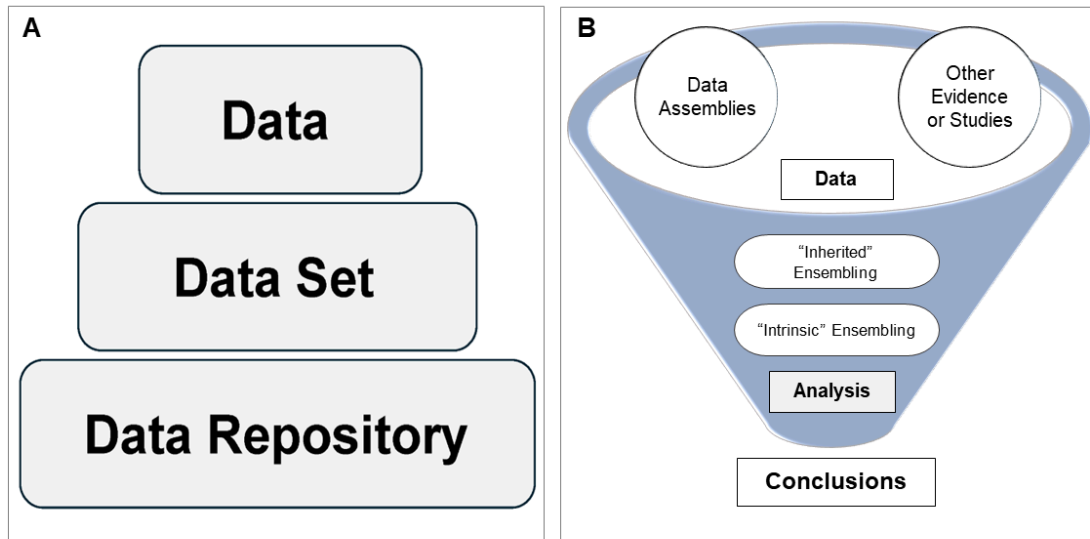 A
Data
Data Set
Data Repository
B
Data
Assemblies
Other
Evidence
or Studies
Data
“Inherited”
Ensembling
“Intrinsic” Ensembling
Analysis
Conclusions